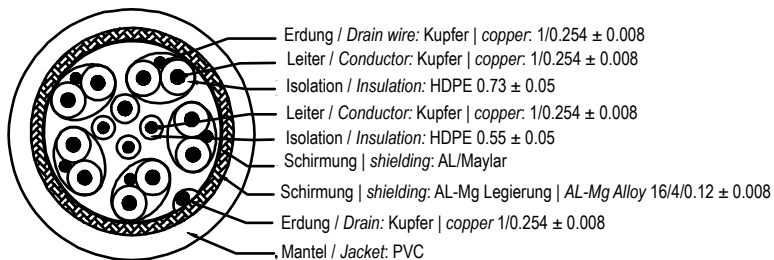 Erdung / Drain wire: Kupfer | copper: 1/0.254 ± 0.008
Leiter / Conductor: Kupfer | copper: 1/0.254 ± 0.008
Isolation / Insulation: HDPE 0.73 ± 0.05
Leiter / Conductor: Kupfer | copper: 1/0.254 ± 0.008
Isolation / Insulation: HDPE 0.55 ± 0.05
Schirmung | shielding: AL/Maylar
Schirmung | shielding: AL-Mg Legierung | AL-Mg Alloy 16/4/0.12 ± 0.008
Erdung / Drain: Kupfer | copper 1/0.254 ± 0.008
Mantel / Jacket: PVC